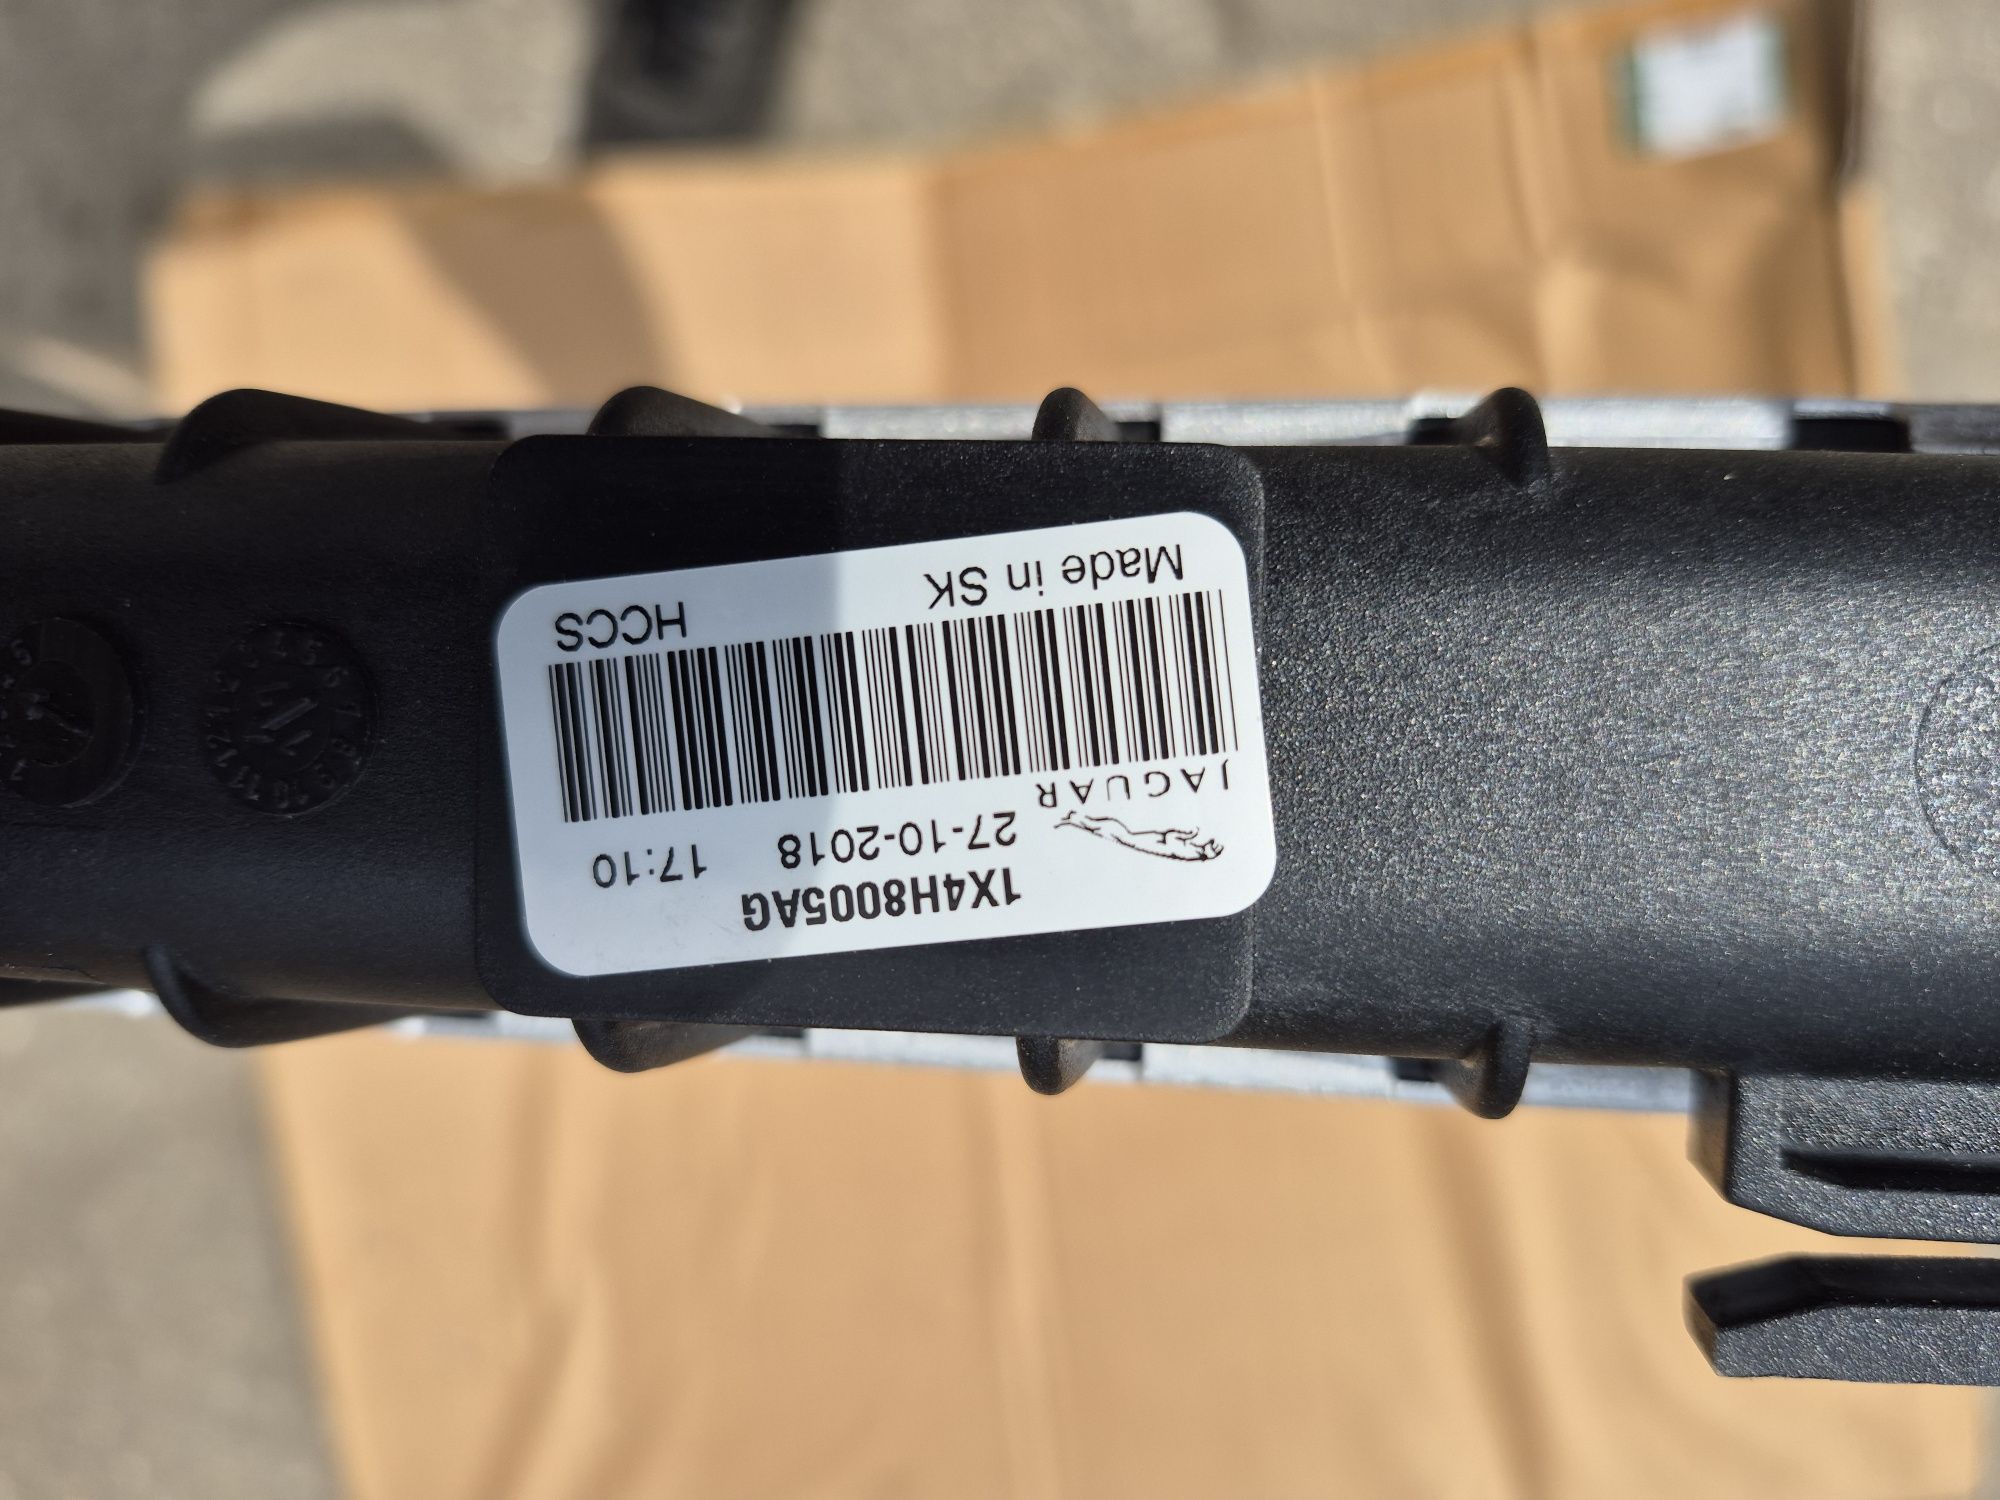 1X4H8005AG
27-10-2018 17:10
JAGUAR
Made in SK HCCS